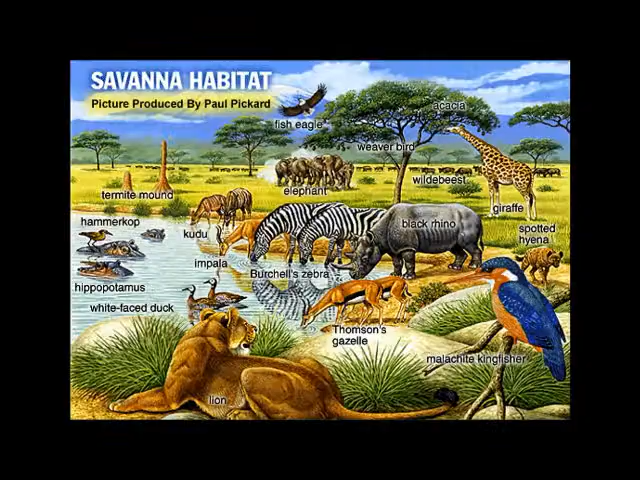 SAVANNA HABITAT
Picture Produced By Paul Pickard
acacia
fish eagle
weaver bird
elephant
wildebeest
termite mound
giraffe
hammerkop
black rhino
spotted
hyena
kudu
impala
Burchell's zebra
hippopotamus
white-faced duck
Thomson's
gazelle
malachite kingfisher
lion